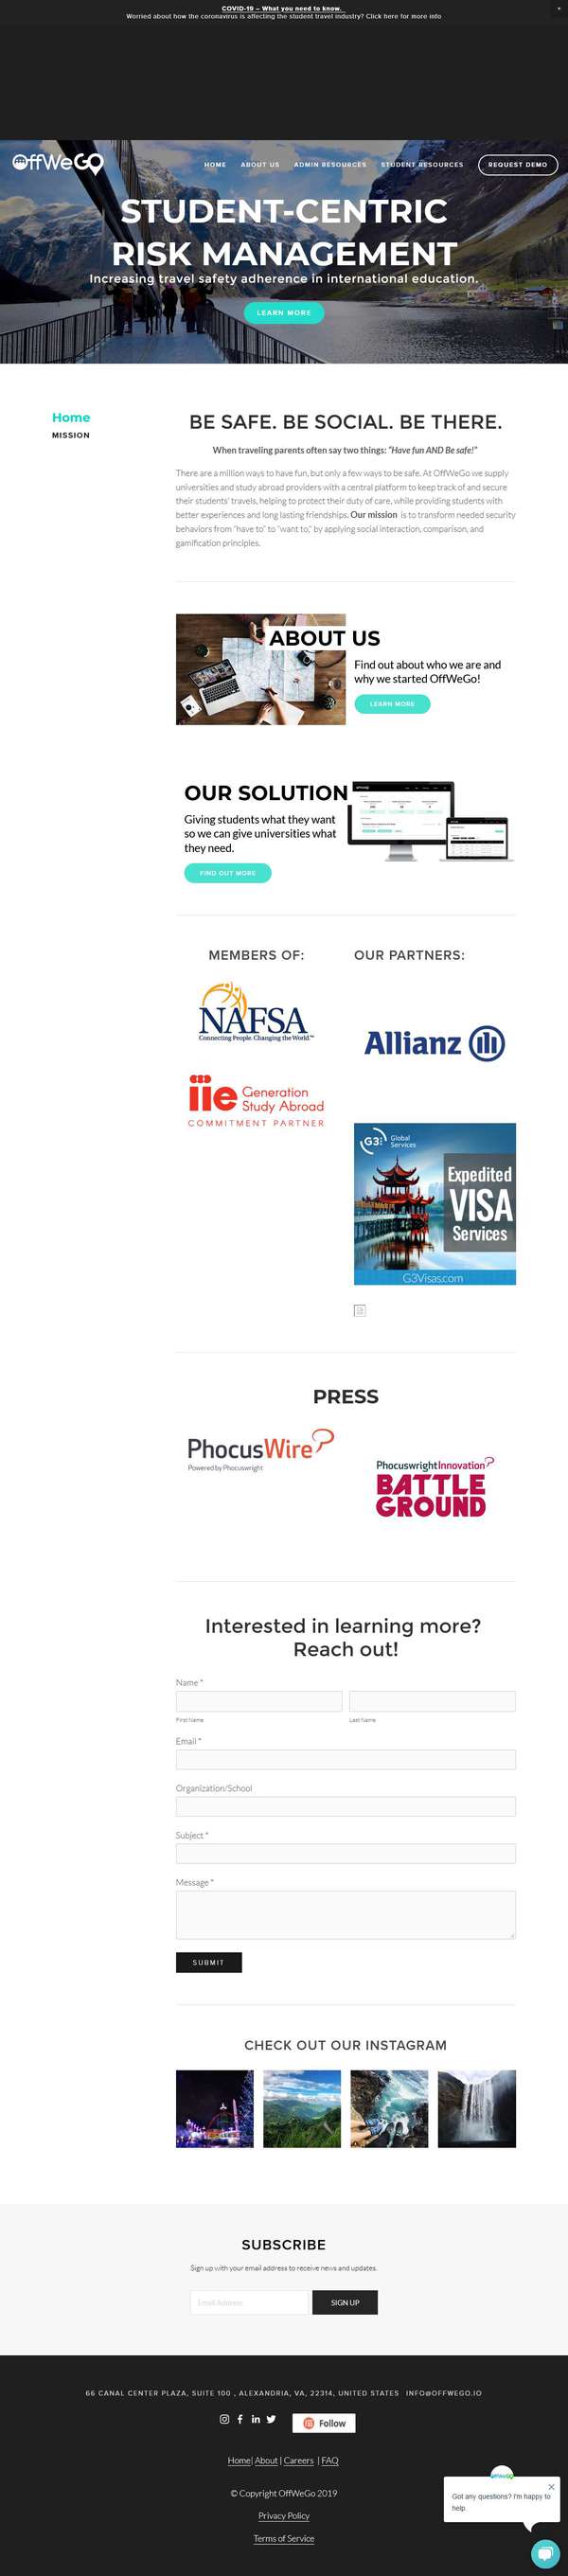 COVID-19 – What you need to know.
Worried about how the coronavirus is affecting the student travel industry? Click here for more info
OffWeGO
HOME ABOUT US ADMIN RESOURCES STUDENT RESOURCES REQUEST DEMO
STUDENT-CENTRIC
RISK MANAGEMENT
Increasing travel safety adherence in international education.
LEARN MORE
Home
MISSION
BE SAFE. BE SOCIAL. BE THERE.
When traveling parents often say two things: "Have fun AND Be safe!"
There are a million ways to have fun, but only a few ways to be safe. At OffWeGo we supply
universities and study abroad providers with a central platform to keep track of and secure
their students' travels, helping to protect their duty of care, while providing students with
better experiences and long lasting friendships. Our mission is to transform needed security
behaviors from "have to" to "want to," by applying social interaction, comparison, and
gamification principles.
ABOUT US
Find out about who we are and
why we started OffWeGo!
LEARN MORE
OUR SOLUTION
Giving students what they want
so we can give universities what
they need.
FIND OUT MORE
MEMBERS OF:
OUR PARTNERS:
NAFSA
Connecting People. Changing the World.™
Allianz
iie Generation
Study Abroad
COMMITMENT PARTNER
G3 Global
Services
Expedited
VISA
Services
G3Visas.com
PRESS
PhocusWire
Powered by Phocuswright
Phocuswright Innovation
BATTLE
GROUND
Interested in learning more?
Reach out!
Name *
First Name Last Name
Email *
Organization/School
Subject *
Message *
SUBMIT
CHECK OUT OUR INSTAGRAM
SUBSCRIBE
Sign up with your email address to receive news and updates.
Email Address
SIGN UP
66 CANAL CENTER PLAZA, SUITE 100 , ALEXANDRIA, VA, 22314, UNITED STATES INFO@OFFWEGO.IO
Follow
Home| About | Careers | FAQ
© Copyright OffWeGo 2019
Privacy Policy
Terms of Service
OffWeGO
Got any questions? I'm happy to
help.